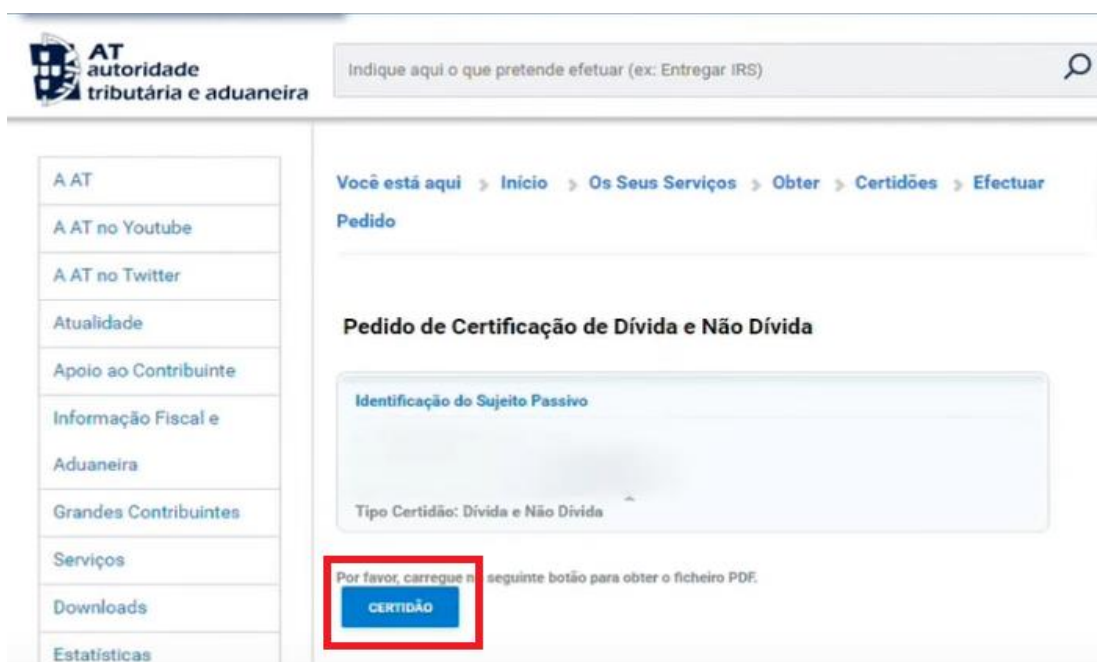 AT
autoridade
tributária e aduaneira
Indique aqui o que pretende efetuar (ex: Entregar IRS)
A AT
A AT no Youtube
A AT no Twitter
Atualidade
Apoio ao Contribuinte
Informação Fiscal e
Aduaneira
Grandes Contribuintes
Serviços
Downloads
Estatísticas
Você está aqui > Início > Os Seus Serviços > Obter > Certidões > Efectuar
Pedido
Pedido de Certificação de Dívida e Não Dívida
Identificação do Sujeito Passivo
Tipo Certidão: Dívida e Não Dívida
Por favor, carregue n seguinte botão para obter o ficheiro PDF.
CERTIDÃO